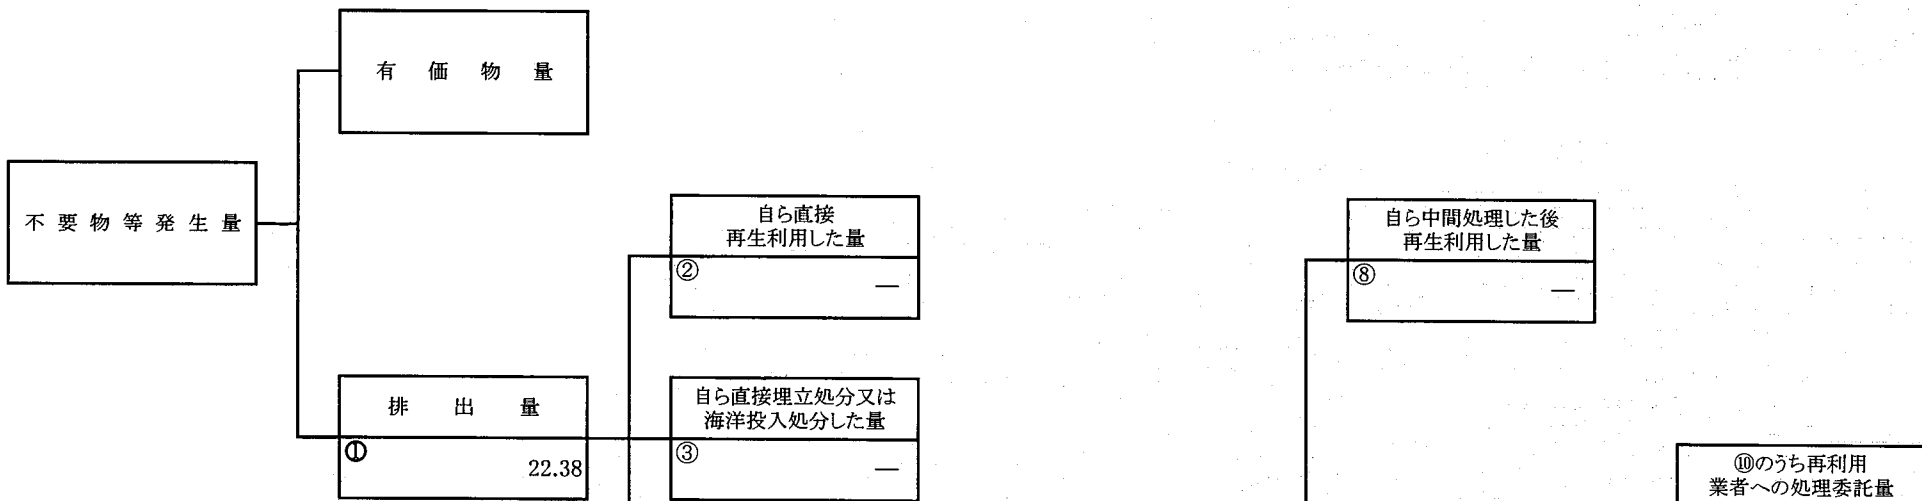 有価物量
不要物等発生量
自ら直接
再生利用した量
②
—
自ら中間処理した後
再生利用した量
⑧
—
排出量
①
22.38
自ら直接埋立処分又は
海洋投入処分した量
③
—
⑩のうち再利用
業者への処理委託量